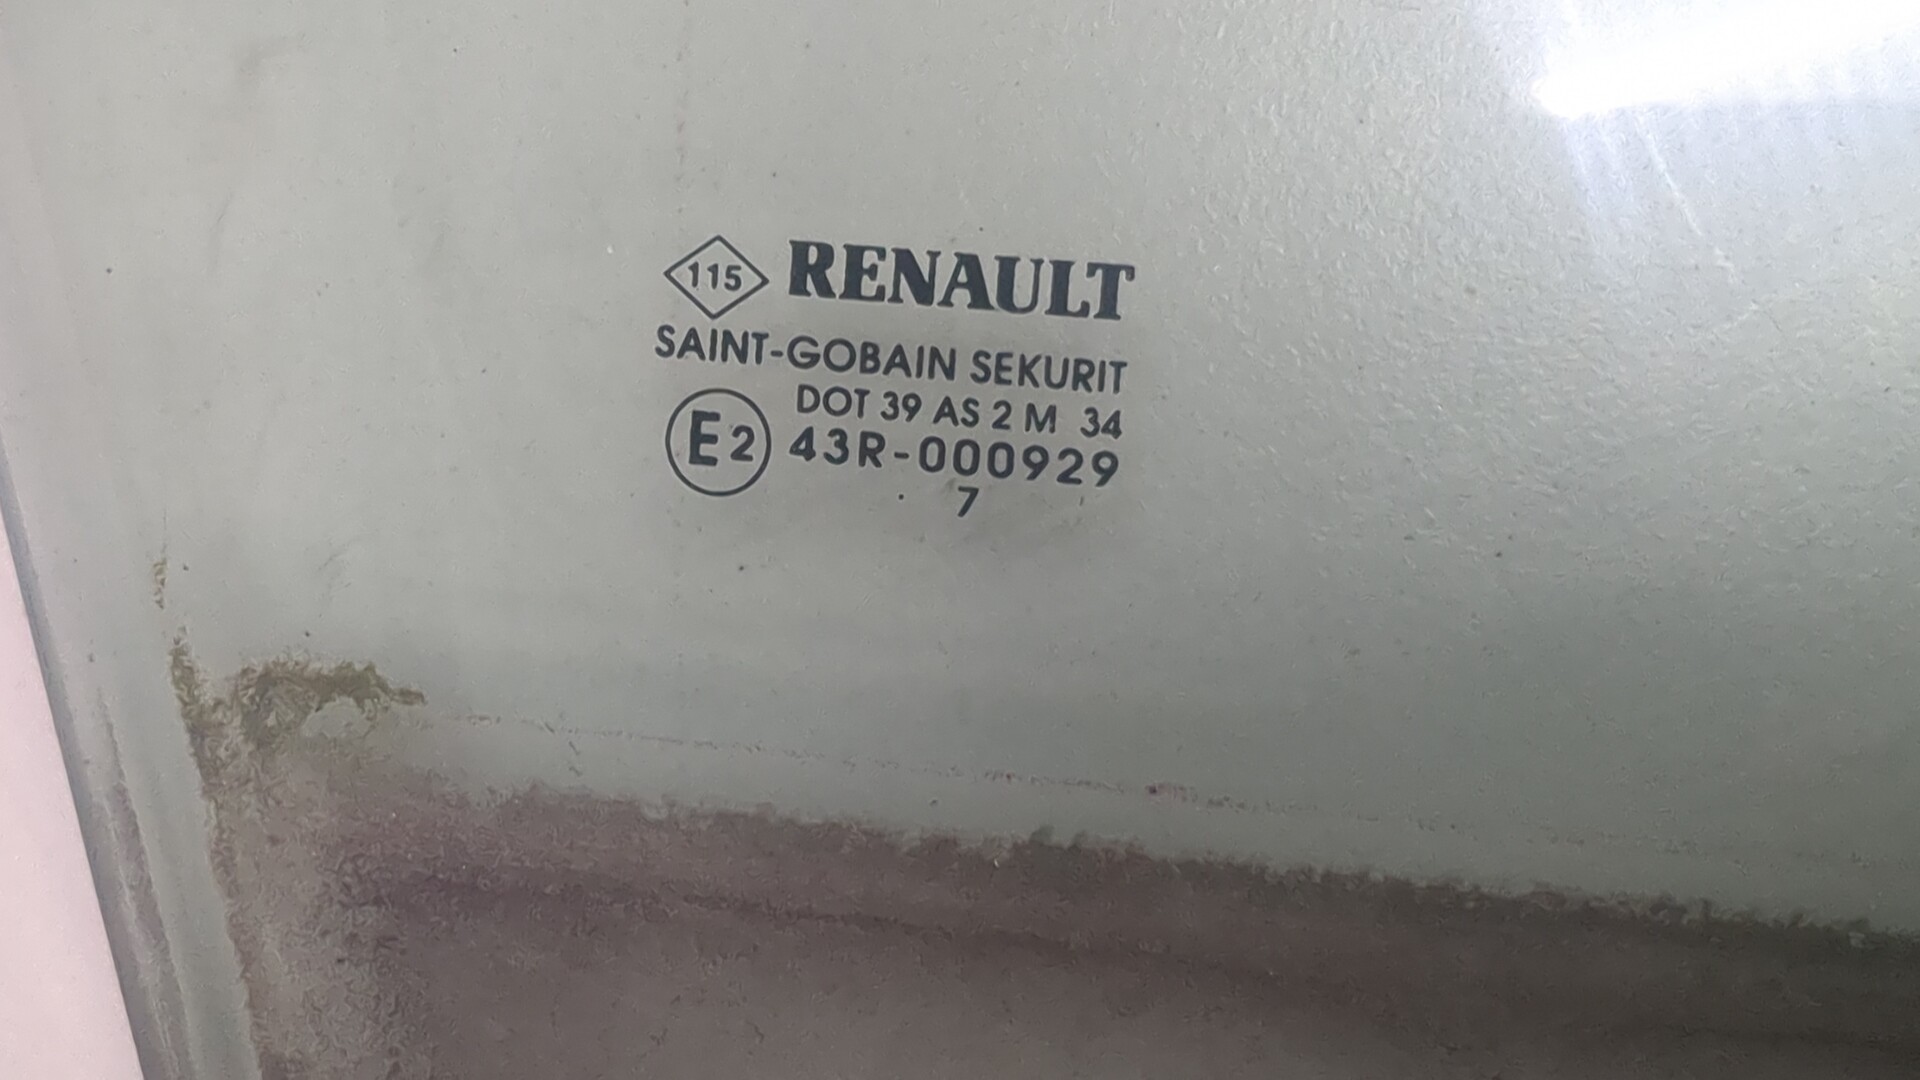 115 RENAULT
SAINT-GOBAIN SEKURIT
DOT 39 AS 2 M 34
E2 43R-000929
. 7